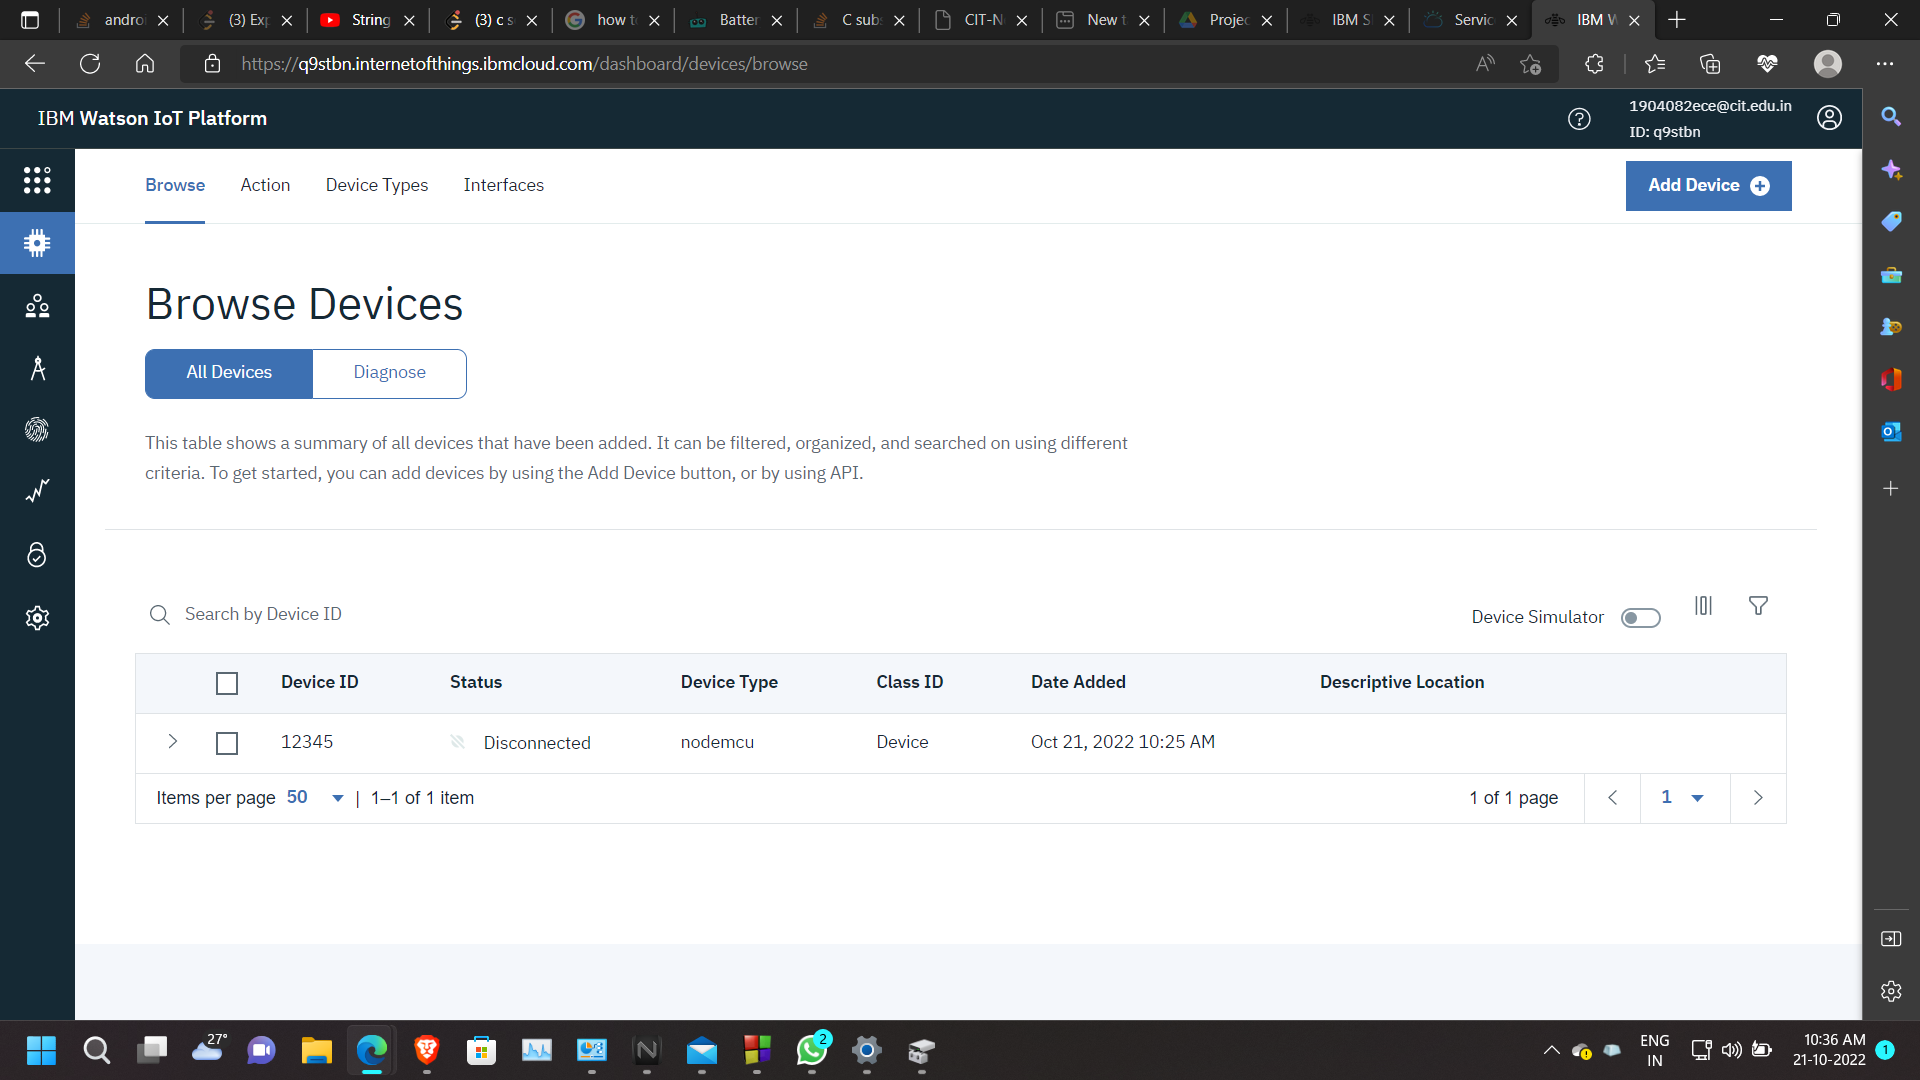 androi
(3) Exp
String
(3) c s
how t
Batter
C sub
CIT-N
New t
Projec
IBM S
Servic
IBM W
https://q9stbn.internetofthings.ibmcloud.com/dashboard/devices/browse
IBM Watson IoT Platform
1904082ece@cit.edu.in
ID: q9stbn
Browse
Action
Device Types
Interfaces
Add Device
Browse Devices
All Devices
Diagnose
This table shows a summary of all devices that have been added. It can be filtered, organized, and searched on using different
criteria. To get started, you can add devices by using the Add Device button, or by using API.
Search by Device ID
Device Simulator
Device ID Status Device Type Class ID Date Added Descriptive Location
12345 Disconnected nodemcu Device Oct 21, 2022 10:25 AM
Items per page 50 | 1–1 of 1 item
1 of 1 page
1
27°
2
ENG
IN
10:36 AM
21-10-2022
1